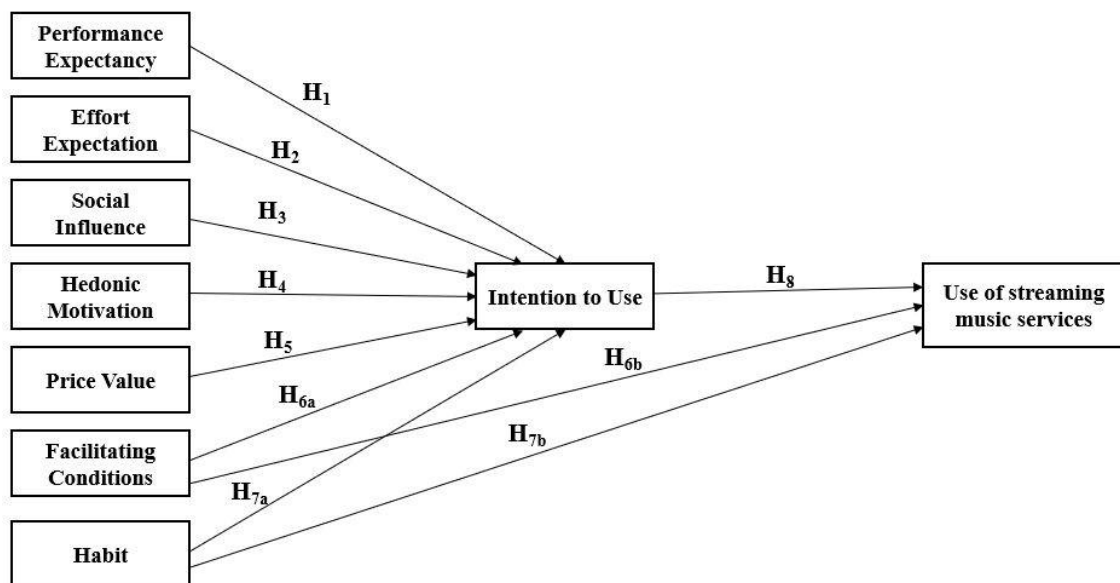 Performance
Expectancy
H1
Effort
Expectation
H2
Social
Influence
H3
Hedonic
Motivation
H4
Intention to Use
H8
Use of streaming
music services
Price Value
H5
H6a
H6b
Facilitating
Conditions
H7a
H7b
Habit